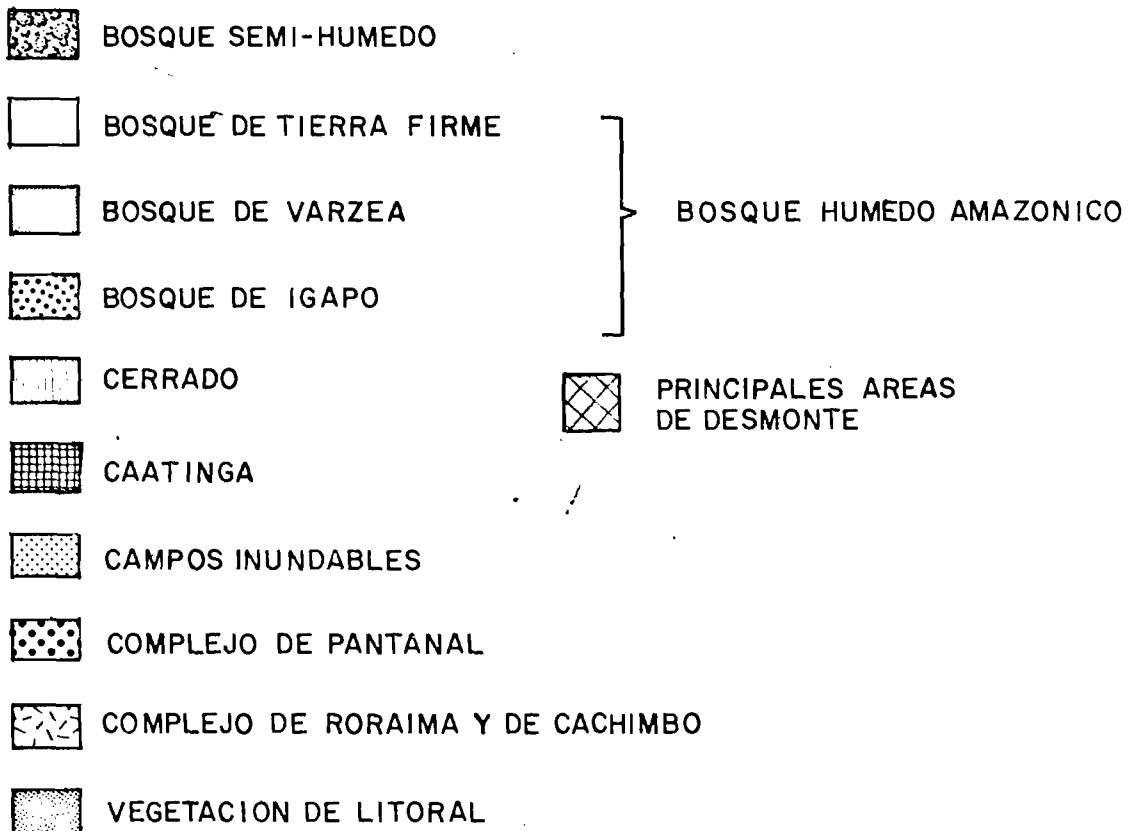 BOSQUE SEMI-HUMEDO
BOSQUE DE TIERRA FIRME
BOSQUE DE VARZEA
BOSQUE HUMEDO AMAZONICO
BOSQUE DE IGAPO
CERRADO
PRINCIPALES AREAS
DE DESMONTE
CAATINGA
CAMPOS INUNDABLES
COMPLEJO DE PANTANAL
COMPLEJO DE RORAIMA Y DE CACHIMBO
VEGETACION DE LITORAL